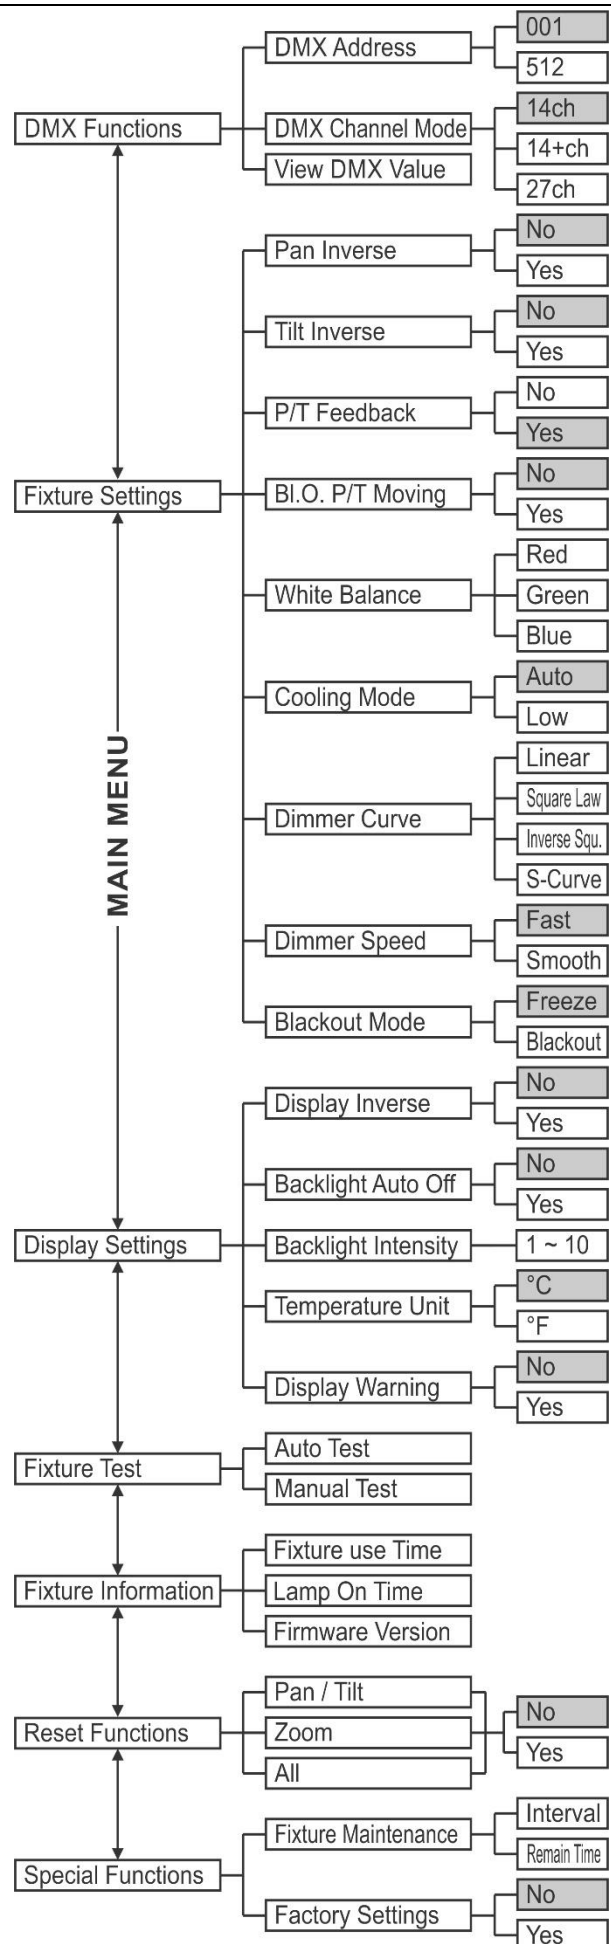 DMX Functions
DMX Address
001
512
DMX Channel Mode
14ch
14+ch
27ch
View DMX Value
Fixture Settings
Pan Inverse
No
Yes
Tilt Inverse
No
Yes
P/T Feedback
No
Yes
Bl.O. P/T Moving
No
Yes
White Balance
Red
Green
Blue
Cooling Mode
Auto
Low
Dimmer Curve
Linear
Square Law
Inverse Squ.
S-Curve
Dimmer Speed
Fast
Smooth
Blackout Mode
Freeze
Blackout
MAIN MENU
Display Settings
Display Inverse
No
Yes
Backlight Auto Off
No
Yes
Backlight Intensity
1 ~ 10
Temperature Unit
°C
°F
Display Warning
No
Yes
Fixture Test
Auto Test
Manual Test
Fixture Information
Fixture use Time
Lamp On Time
Firmware Version
Reset Functions
Pan / Tilt
Zoom
All
No
Yes
Special Functions
Fixture Maintenance
Interval
Remain Time
Factory Settings
No
Yes